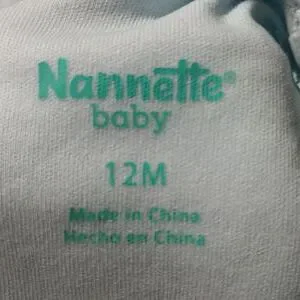 Nannette®
baby
12M
Made in China
Hecho en China